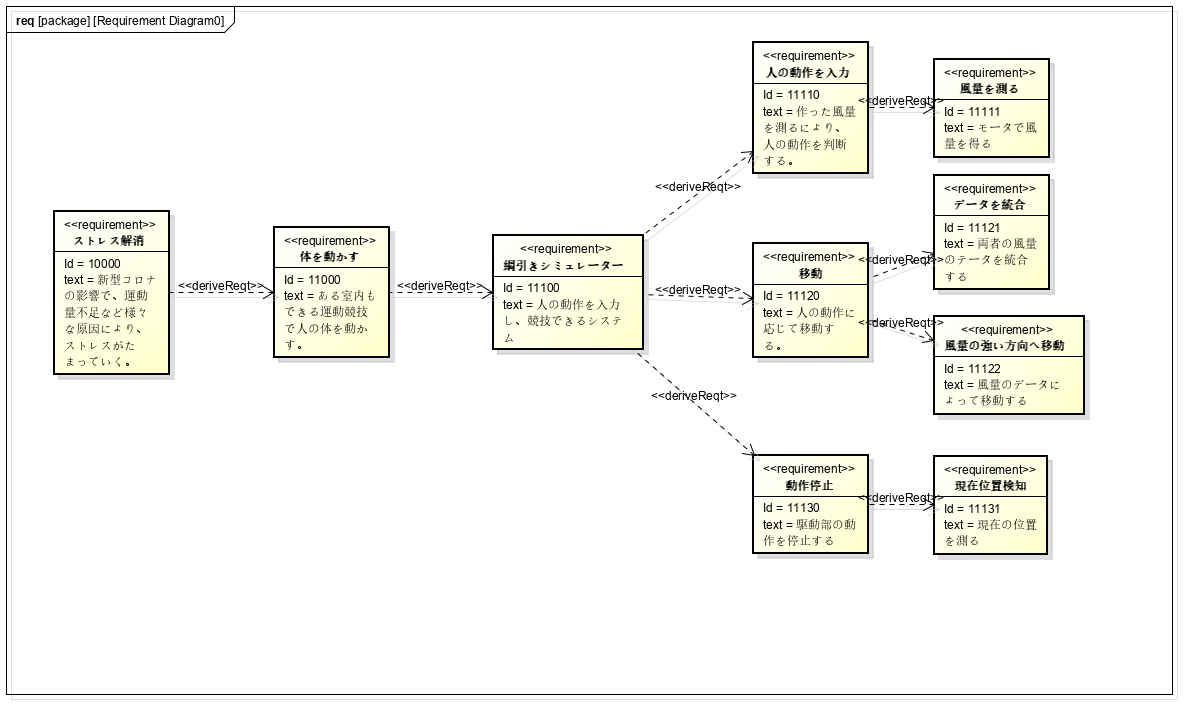 req [package] [Requirement Diagram0]
<<requirement>>
ストレス解消
Id = 10000
text = 新型コロナ
の影響で、運動
量不足など様々
な原因により、
ストレスがた
まっていく。
<<deriveReqt>>
<<requirement>>
体を動かす
Id = 11000
text = ある室内も
できる運動競技
で人の体を動か
す。
<<deriveReqt>>
<<requirement>>
綱引きシミュレーター
Id = 11100
text = 人の動作を入力
し、競技できるシステ
ム
<<deriveReqt>>
<<deriveReqt>>
<<deriveReqt>>
<<requirement>>
人の動作を入力
Id = 11110
text = 作った風量
を測るにより、
人の動作を判断
する。
<<deriveReqt>>
<<requirement>>
風量を測る
Id = 11111
text = モータで風
量を得る
<<requirement>>
移動
Id = 11120
text = 人の動作に
応じて移動す
る。
<<deriveReqt>>
<<deriveReqt>>
<<requirement>>
データを統合
Id = 11121
text = 両者の風量
のデータを統合
する
<<requirement>>
風量の強い方向へ移動
Id = 11122
text = 風量のデータに
よって移動する
<<requirement>>
動作停止
Id = 11130
text = 駆動部の動
作を停止する
<<deriveReqt>>
<<requirement>>
現在位置検知
Id = 11131
text = 現在の位置
を測る